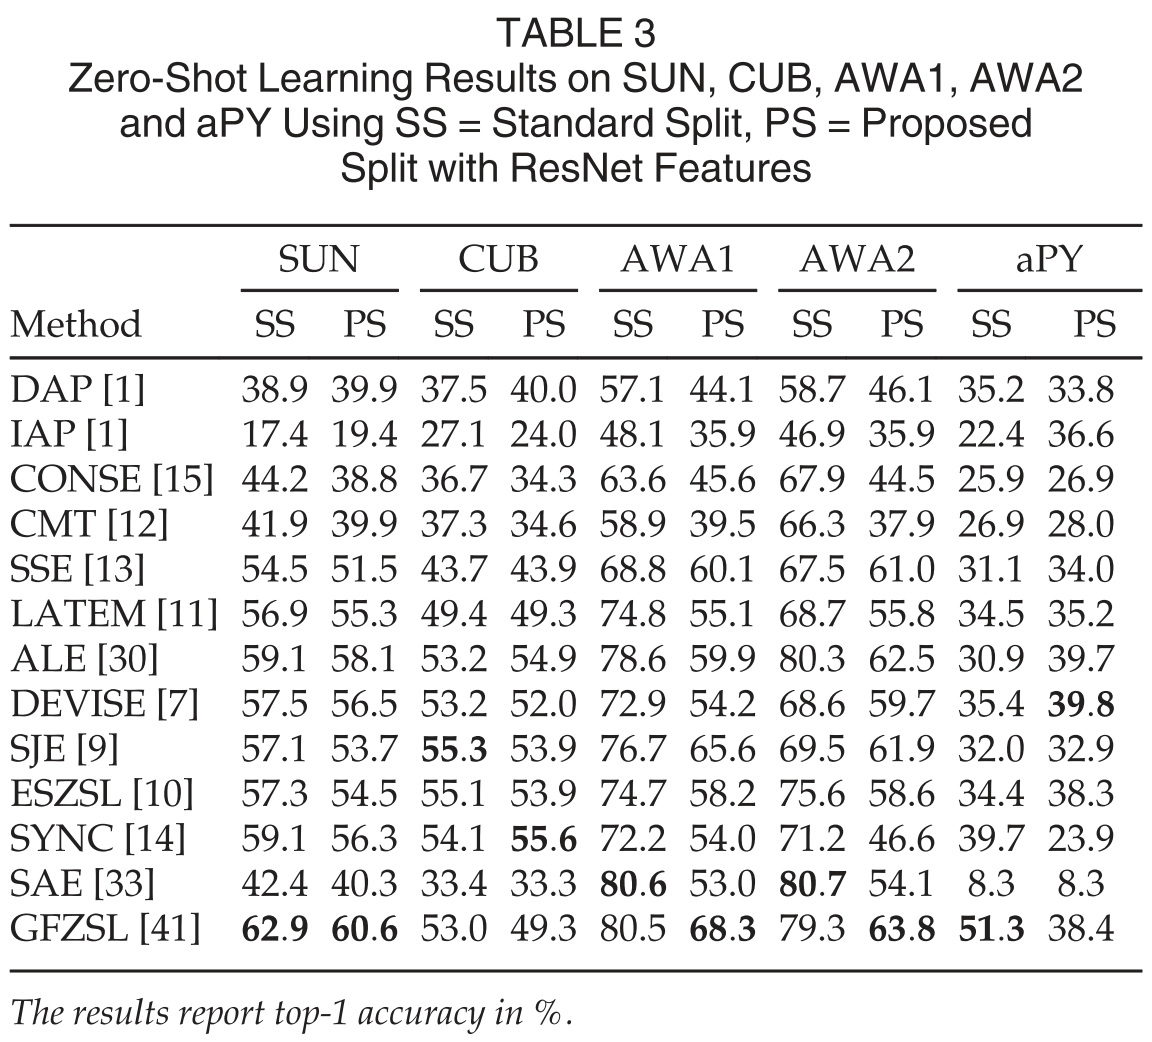 TABLE 3
Zero-Shot Learning Results on SUN, CUB, AWA1, AWA2
and aPY Using SS = Standard Split, PS = Proposed
Split with ResNet Features
SUN CUB AWA1 AWA2 aPY
Method SS PS SS PS SS PS SS PS SS PS
DAP [1] 38.9 39.9 37.5 40.0 57.1 44.1 58.7 46.1 35.2 33.8
IAP [1] 17.4 19.4 27.1 24.0 48.1 35.9 46.9 35.9 22.4 36.6
CONSE [15] 44.2 38.8 36.7 34.3 63.6 45.6 67.9 44.5 25.9 26.9
CMT [12] 41.9 39.9 37.3 34.6 58.9 39.5 66.3 37.9 26.9 28.0
SSE [13] 54.5 51.5 43.7 43.9 68.8 60.1 67.5 61.0 31.1 34.0
LATEM [11] 56.9 55.3 49.4 49.3 74.8 55.1 68.7 55.8 34.5 35.2
ALE [30] 59.1 58.1 53.2 54.9 78.6 59.9 80.3 62.5 30.9 39.7
DEVISE [7] 57.5 56.5 53.2 52.0 72.9 54.2 68.6 59.7 35.4 39.8
SJE [9] 57.1 53.7 55.3 53.9 76.7 65.6 69.5 61.9 32.0 32.9
ESZSL [10] 57.3 54.5 55.1 53.9 74.7 58.2 75.6 58.6 34.4 38.3
SYNC [14] 59.1 56.3 54.1 55.6 72.2 54.0 71.2 46.6 39.7 23.9
SAE [33] 42.4 40.3 33.4 33.3 80.6 53.0 80.7 54.1 8.3 8.3
GFZSL [41] 62.9 60.6 53.0 49.3 80.5 68.3 79.3 63.8 51.3 38.4
The results report top-1 accuracy in %.